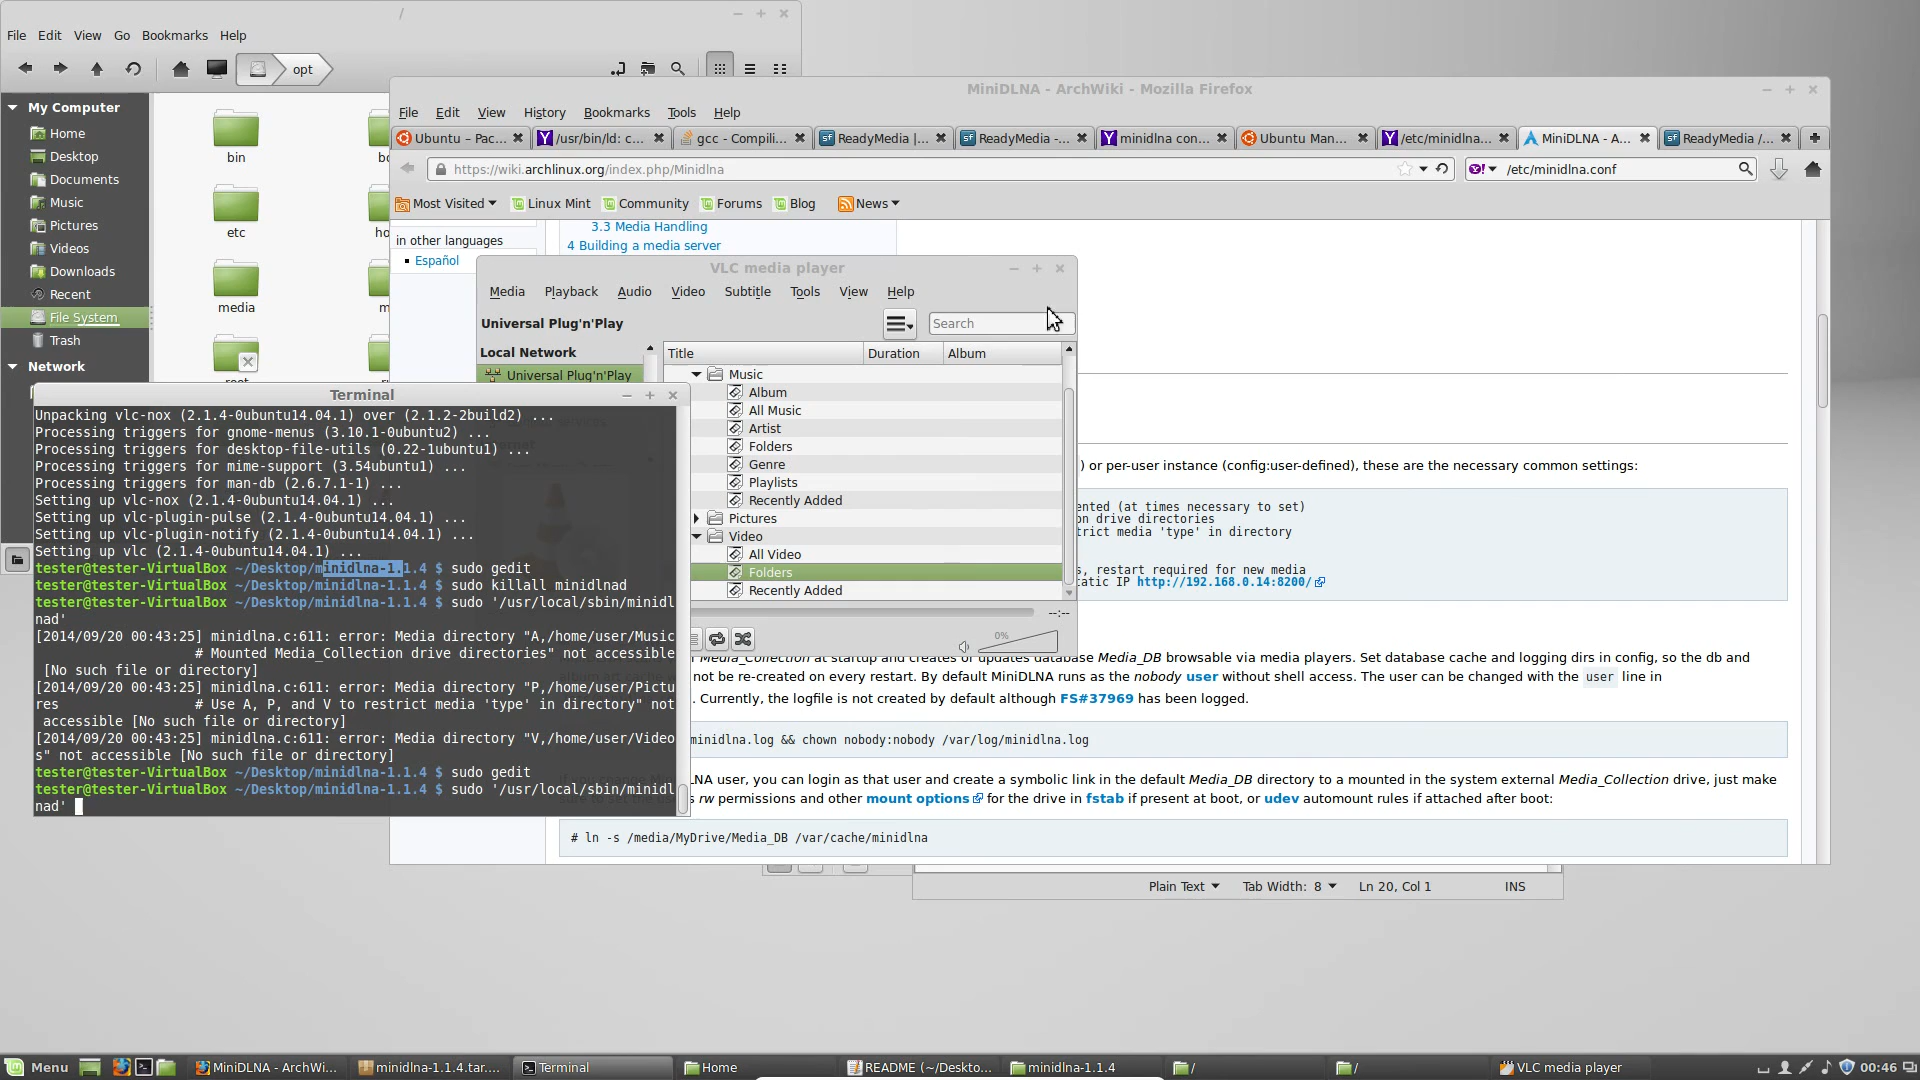 /
File Edit View Go Bookmarks Help
opt
My Computer
Home
Desktop
Documents
Music
Pictures
Videos
Downloads
Recent
File System
Trash
Network
bin
etc
media
MiniDLNA - ArchWiki - Mozilla Firefox
File Edit View History Bookmarks Tools Help
Ubuntu – Pac... /usr/bin/ld: c... gcc - Compili... ReadyMedia |... ReadyMedia -... minidlna con... Ubuntu Man... /etc/minidlna... MiniDLNA - A... ReadyMedia /...
https://wiki.archlinux.org/index.php/Minidlna
/etc/minidlna.conf
Most Visited Linux Mint Community Forums Blog News
in other languages
Español
3.3 Media Handling
4 Building a media server
) or per-user instance (config:user-defined), these are the necessary common settings:
ented (at times necessary to set)
on drive directories
trict media 'type' in directory
s, restart required for new media
tatic IP http://192.168.0.14:8200/
Media_Collection at startup and creates or updates database Media_DB browsable via media players. Set database cache and logging dirs in config, so the db and
not be re-created on every restart. By default MiniDLNA runs as the nobody user without shell access. The user can be changed with the user line in
. Currently, the logfile is not created by default although FS#37969 has been logged.
minidlna.log && chown nobody:nobody /var/log/minidlna.log
LNA user, you can login as that user and create a symbolic link in the default Media_DB directory to a mounted in the system external Media_Collection drive, just make
rw permissions and other mount options for the drive in fstab if present at boot, or udev automount rules if attached after boot:
# ln -s /media/MyDrive/Media_DB /var/cache/minidlna
VLC media player
Media Playback Audio Video Subtitle Tools View Help
Universal Plug'n'Play
Search
Local Network
Universal Plug'n'Play
Title Duration Album
Music
Album
All Music
Artist
Folders
Genre
Playlists
Recently Added
Pictures
Video
All Video
Folders
Recently Added
--:--
0%
Terminal
Unpacking vlc-nox (2.1.4-0ubuntu14.04.1) over (2.1.2-2build2) ...
Processing triggers for gnome-menus (3.10.1-0ubuntu2) ...
Processing triggers for desktop-file-utils (0.22-1ubuntu1) ...
Processing triggers for mime-support (3.54ubuntu1) ...
Processing triggers for man-db (2.6.7.1-1) ...
Setting up vlc-nox (2.1.4-0ubuntu14.04.1) ...
Setting up vlc-plugin-pulse (2.1.4-0ubuntu14.04.1) ...
Setting up vlc-plugin-notify (2.1.4-0ubuntu14.04.1) ...
Setting up vlc (2.1.4-0ubuntu14.04.1) ...
tester@tester-VirtualBox ~/Desktop/minidlna-1.1.4 $ sudo gedit
tester@tester-VirtualBox ~/Desktop/minidlna-1.1.4 $ sudo killall minidlnad
tester@tester-VirtualBox ~/Desktop/minidlna-1.1.4 $ sudo '/usr/local/sbin/minidl
nad'
[2014/09/20 00:43:25] minidlna.c:611: error: Media directory "A,/home/user/Music
# Mounted Media_Collection drive directories" not accessible
[No such file or directory]
[2014/09/20 00:43:25] minidlna.c:611: error: Media directory "P,/home/user/Pictu
res # Use A, P, and V to restrict media 'type' in directory" not
accessible [No such file or directory]
[2014/09/20 00:43:25] minidlna.c:611: error: Media directory "V,/home/user/Video
s" not accessible [No such file or directory]
tester@tester-VirtualBox ~/Desktop/minidlna-1.1.4 $ sudo gedit
tester@tester-VirtualBox ~/Desktop/minidlna-1.1.4 $ sudo '/usr/local/sbin/minidl
nad'
Plain Text Tab Width: 8 Ln 20, Col 1 INS
Menu MiniDLNA - ArchWi... minidlna-1.1.4.tar.... Terminal Home README (~/Deskto... minidlna-1.1.4 / / VLC media player 00:46